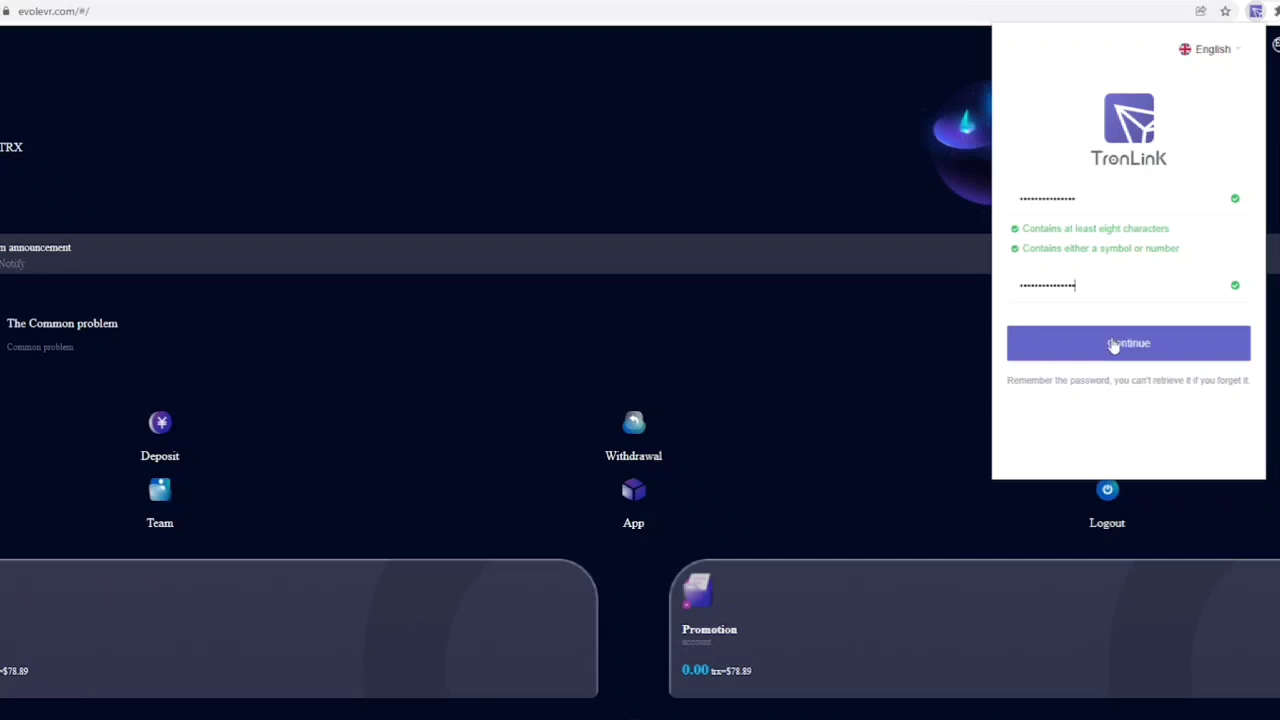 evolevr.com/#/
English
TRX
TronLink
m announcement
Notify
Contains at least eight characters
Contains either a symbol or number
The Common problem
Common problem
Continue
Remember the password, you can't retrieve it if you forget it.
Deposit
Withdrawal
Team
App
Logout
Promotion
account
=$78.89
0.00 trx=$78.89